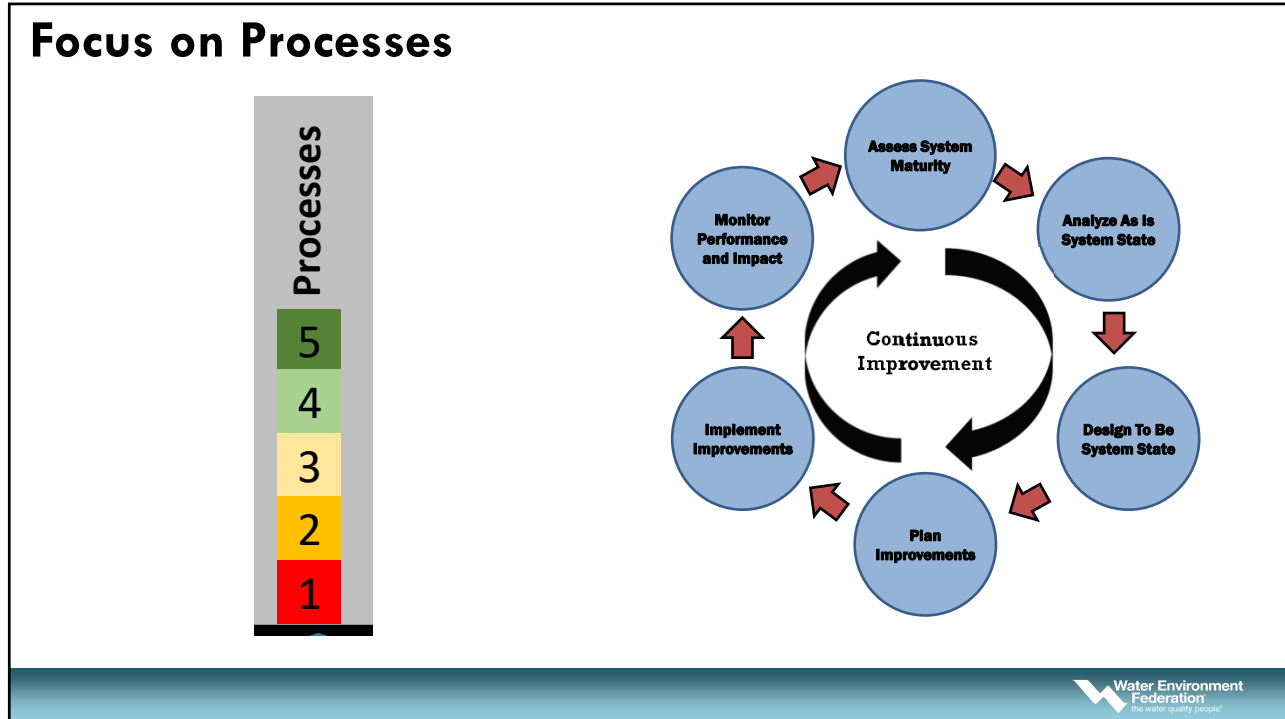 Focus on Processes
Processes
5
4
3
2
1
Assess System
Maturity
Analyze As Is
System State
Design To Be
System State
Plan
Improvements
Implement
Improvements
Monitor
Performance
and Impact
Continuous
Improvement
Water Environment
Federation
the water quality people®